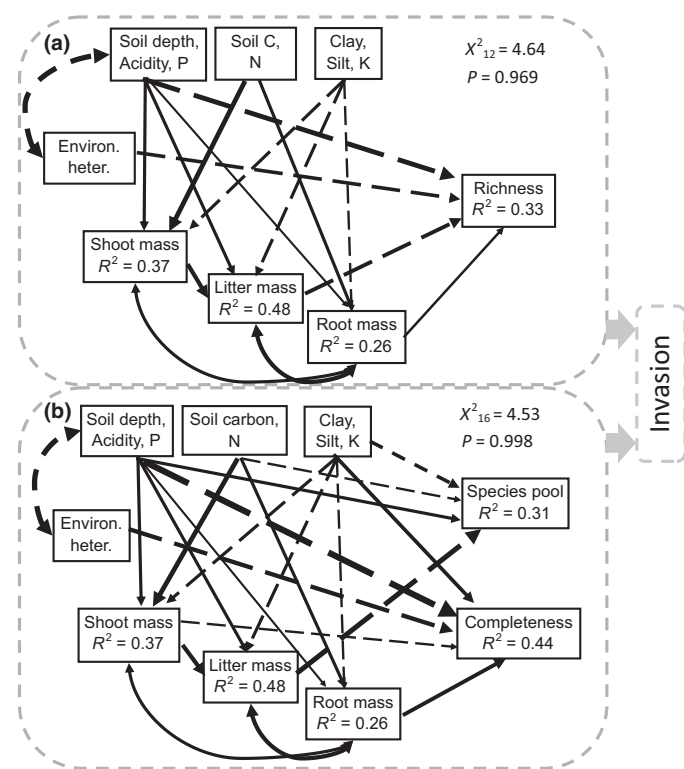 (a)
Soil depth,
Acidity, P
Soil C,
N
Clay,
Silt, K
X²₁₂ = 4.64
P = 0.969
Environ.
heter.
Richness
R² = 0.33
Shoot mass
R² = 0.37
Litter mass
R² = 0.48
Root mass
R² = 0.26
(b)
Soil depth,
Acidity, P
Soil carbon,
N
Clay,
Silt, K
X²₁₆ = 4.53
P = 0.998
Species pool
R² = 0.31
Environ.
heter.
Shoot mass
R² = 0.37
Completeness
R² = 0.44
Litter mass
R² = 0.48
Root mass
R² = 0.26
Invasion